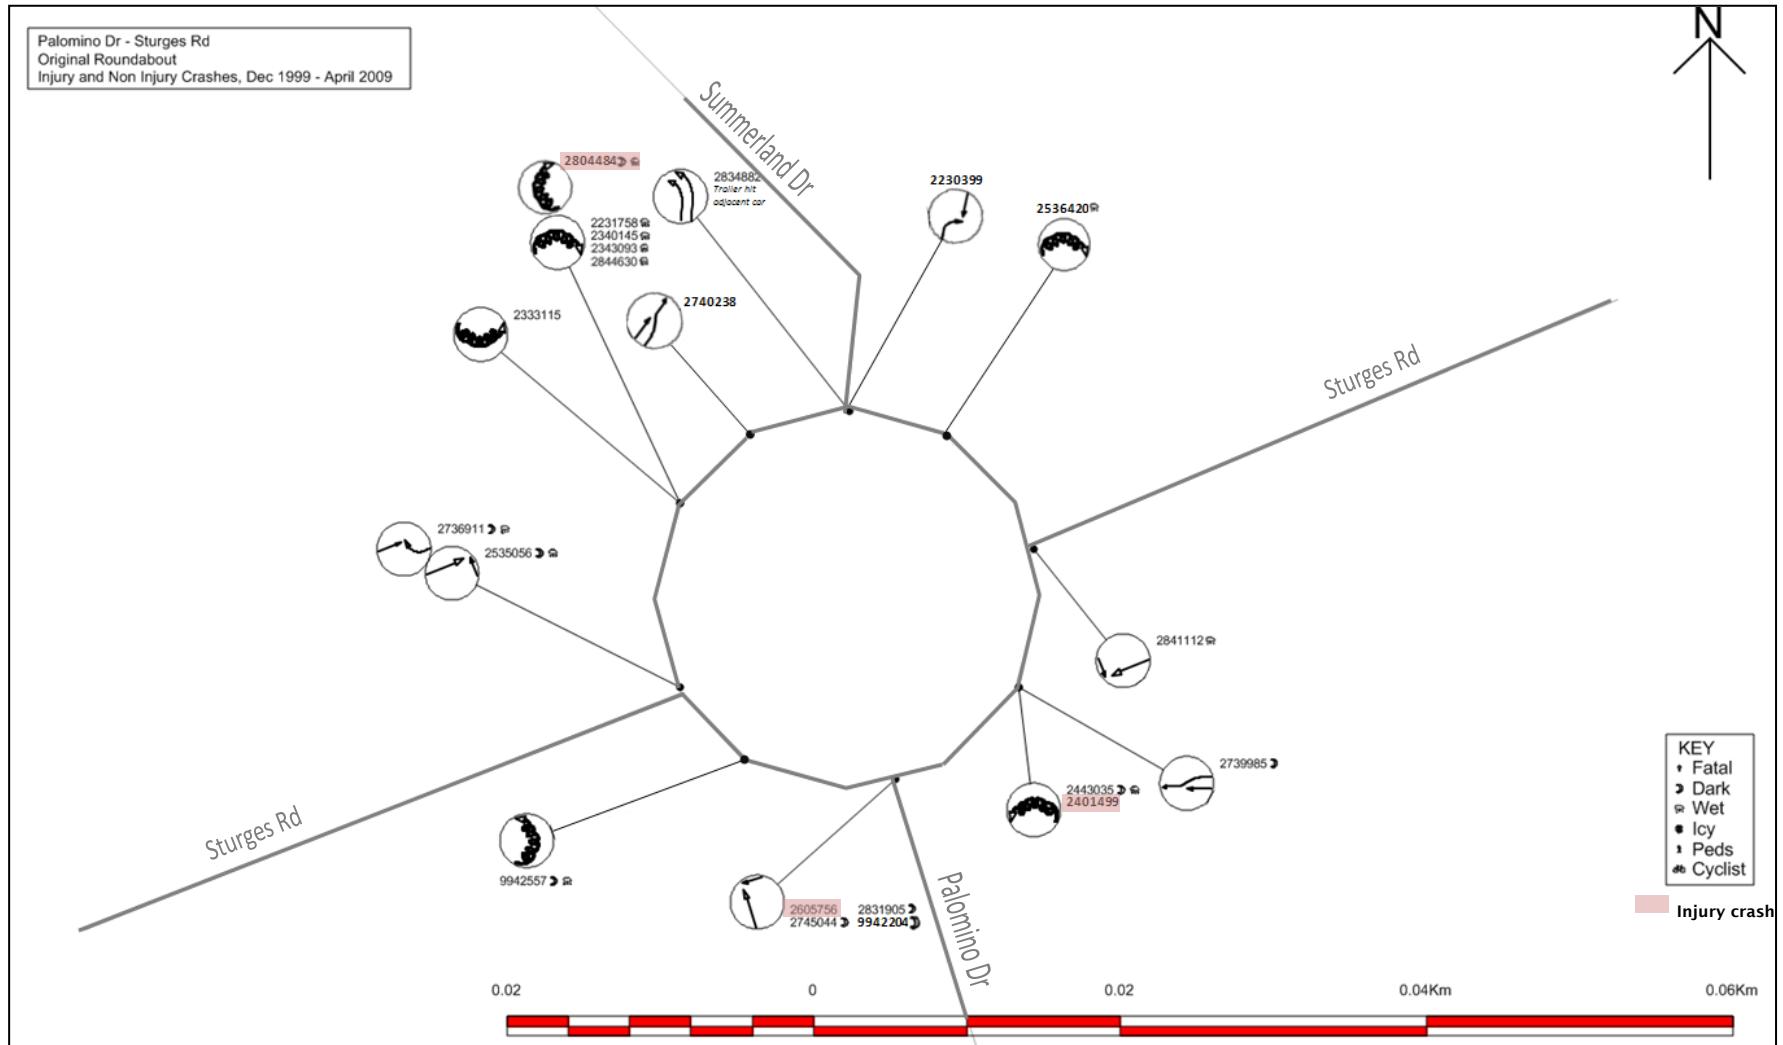 Palomino Dr - Sturges Rd
Original Roundabout
Injury and Non Injury Crashes, Dec 1999 - April 2009
N
Summerland Dr
2804484
2834882
Trailer hit
adjacent car
2230399
2536420
2231758
2340145
2343093
2844630
2740238
2333115
Sturges Rd
2736911
2535056
2841112
2739985
2443035
2401499
Sturges Rd
9942557
2605756 2831905
2745044 9942204
Palomino Dr
KEY
Fatal
Dark
Wet
Icy
Peds
Cyclist
Injury crash
0.02 0 0.02 0.04Km 0.06Km